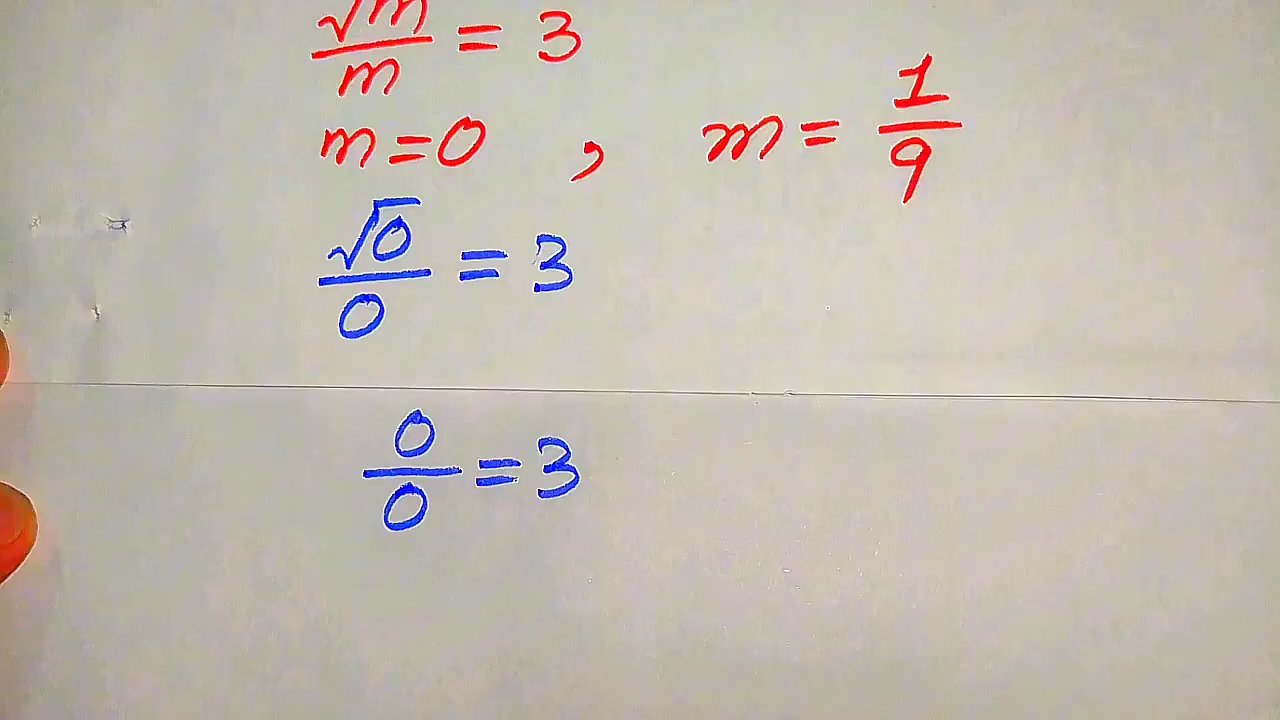 √m/m = 3
m=0 , m= 1/9
√0/0 = 3
0/0 = 3